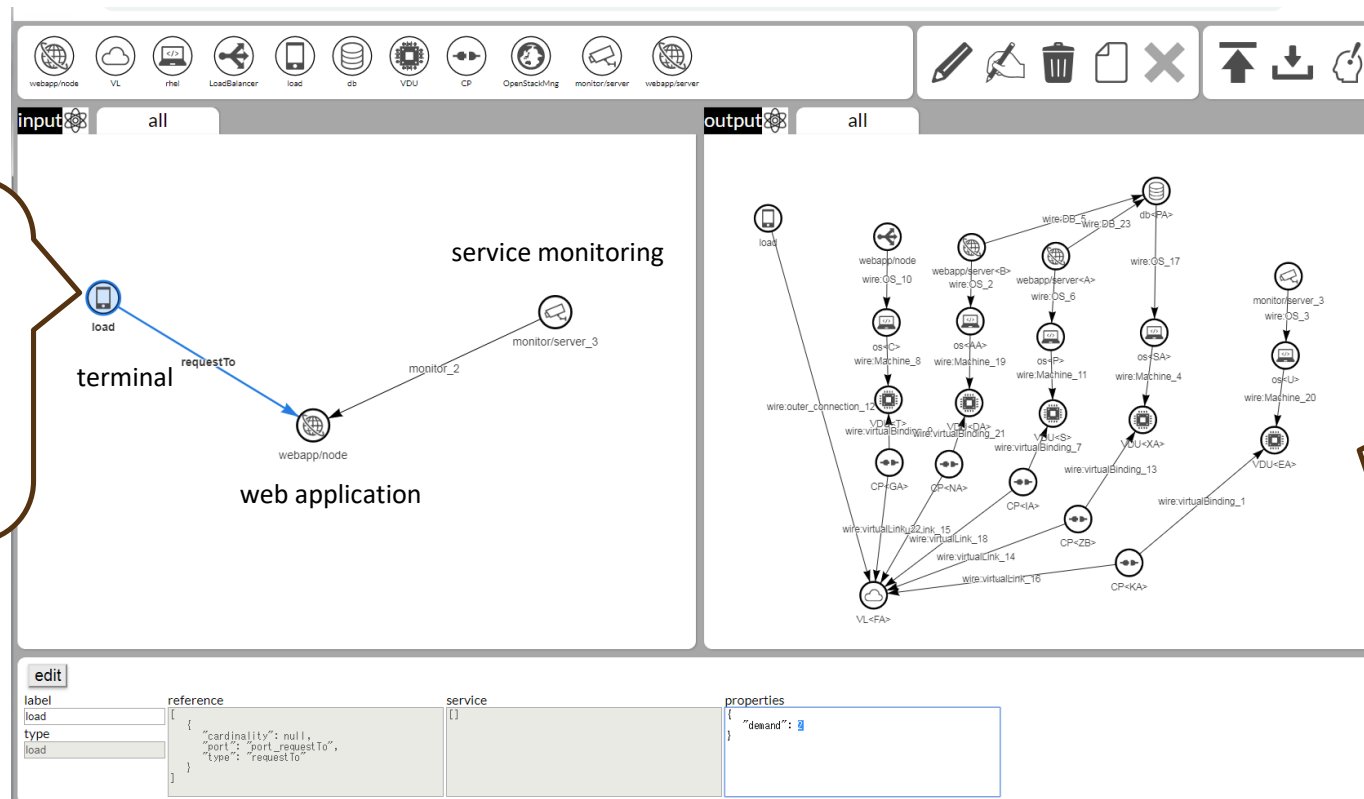 webapp/node VL rhel LoadBalancer load db VDU CP OpenStackMng monitor/server webapp/server
input all
output all
service monitoring
load
terminal
requestTo
monitor_2
monitor/server_3
webapp/node
web application
load
webapp/node
wire:OS_10
webapp/server<B>
wire:OS_2
wire:DB_5
wire:DB_23
db<PA>
webapp/server<A>
wire:OS_6
wire:OS_17
monitor/server_3
wire:OS_3
os<C>
wire:Machine_8
os<AA>
wire:Machine_19
os<P>
wire:Machine_11
os<SA>
wire:Machine_4
os<U>
wire:Machine_20
wire:outer_connection_12
VDU<T>
VDU<DA>
wire:virtualBinding_21
VDU<S>
wire:virtualBinding_7
VDU<XA>
VDU<EA>
wire:virtualBinding_13
CP<GA>
CP<NA>
CP<IA>
wire:virtualBinding_1
wire:virtualLink_22
wire:virtualLink_18
CP<ZB>
wire:virtualLink_14
wire:virtualLink_16
CP<KA>
VL<FA>
edit
label reference service properties
load
type
load
[
{
"cardinality": null,
"port": "port_requestTo",
"type": "requestTo"
}
]
[]
{
"demand": 2
}